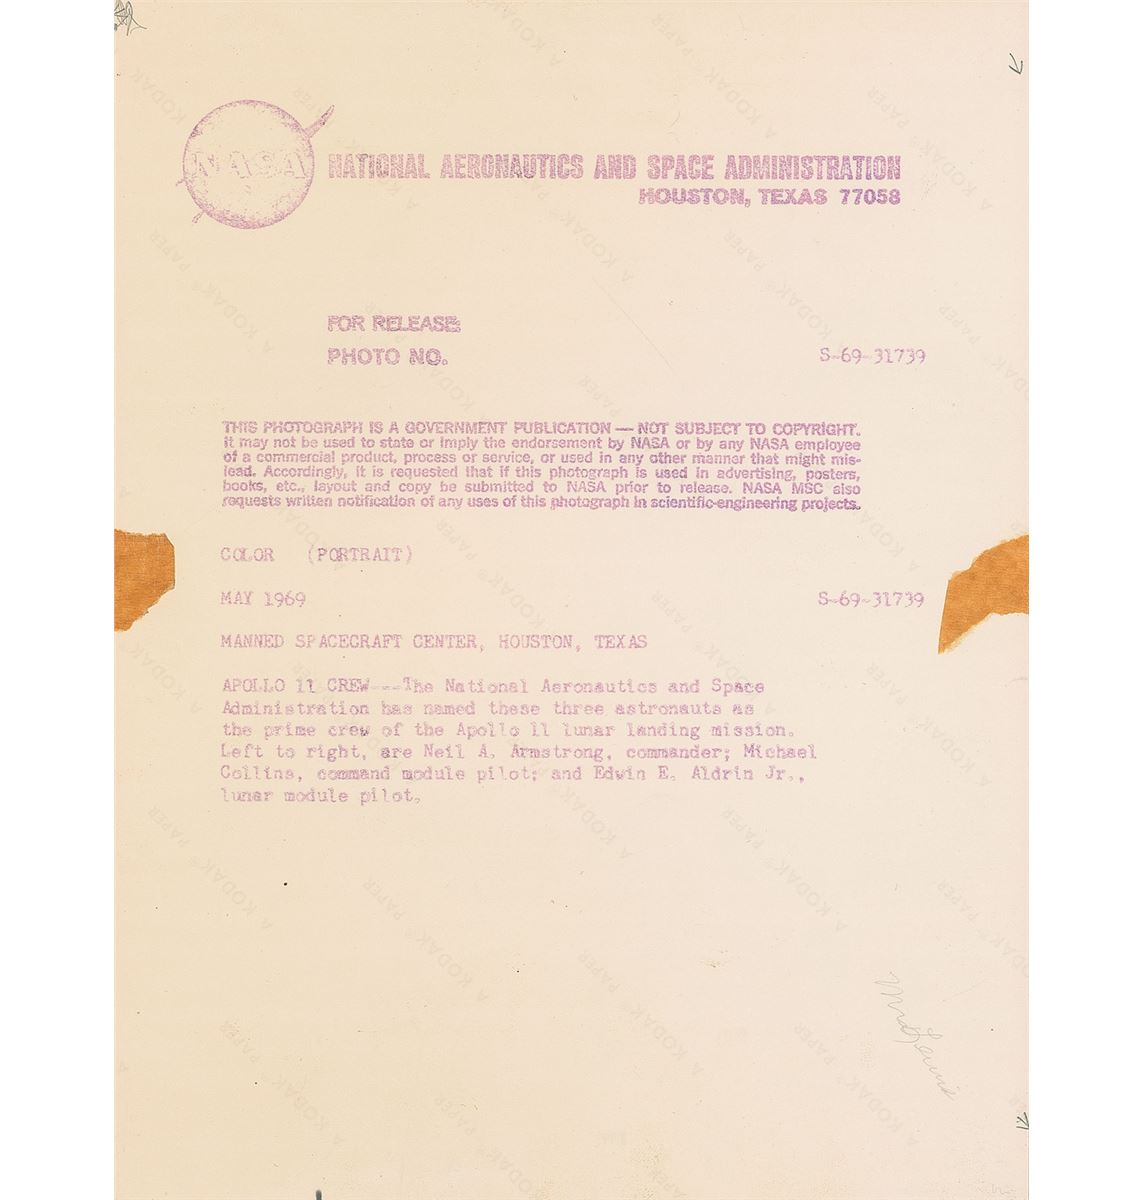 NASA
NATIONAL AERONAUTICS AND SPACE ADMINISTRATION
HOUSTON, TEXAS 77058
FOR RELEASE:
PHOTO NO.
S-69-31739
THIS PHOTOGRAPH IS A GOVERNMENT PUBLICATION — NOT SUBJECT TO COPYRIGHT.
It may not be used to state or imply the endorsement by NASA or by any NASA employee
of a commercial product, process or service, or used in any other manner that might mis-
lead. Accordingly, it is requested that if this photograph is used in advertising, posters,
books, etc., layout and copy be submitted to NASA prior to release. NASA MSC also
requests written notification of any uses of this photograph in scientific-engineering projects.
COLOR (PORTRAIT)
MAY 1969
S-69-31739
MANNED SPACECRAFT CENTER, HOUSTON, TEXAS
APOLLO 11 CREW---The National Aeronautics and Space
Administration has named these three astronauts as
the prime crew of the Apollo 11 lunar landing mission.
Left to right, are Neil A. Armstrong, commander; Michael
Collins, command module pilot; and Edwin E. Aldrin Jr.,
lunar module pilot.
A KODAK® PAPER